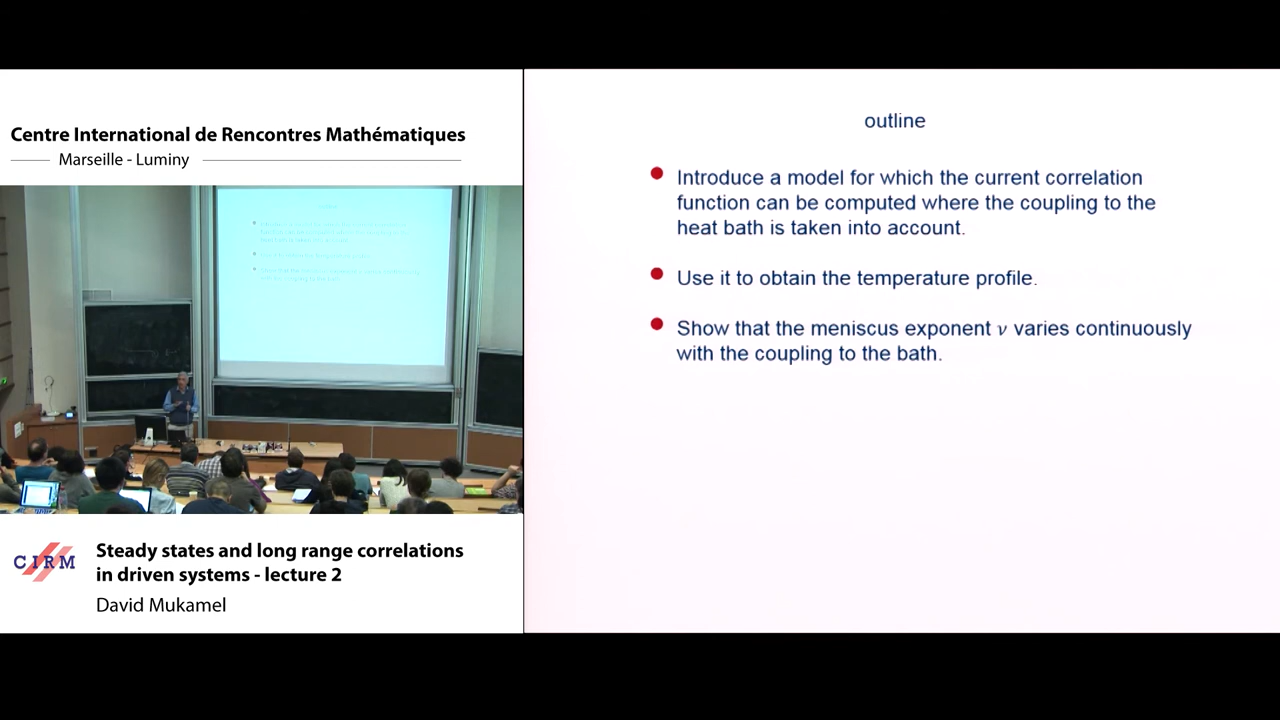 Centre International de Rencontres Mathématiques
Marseille - Luminy
outline
Introduce a model for which the current correlation
function can be computed where the coupling to the
heat bath is taken into account.
Use it to obtain the temperature profile.
Show that the meniscus exponent ν varies continuously
with the coupling to the bath.
CIRM
Steady states and long range correlations
in driven systems - lecture 2
David Mukamel